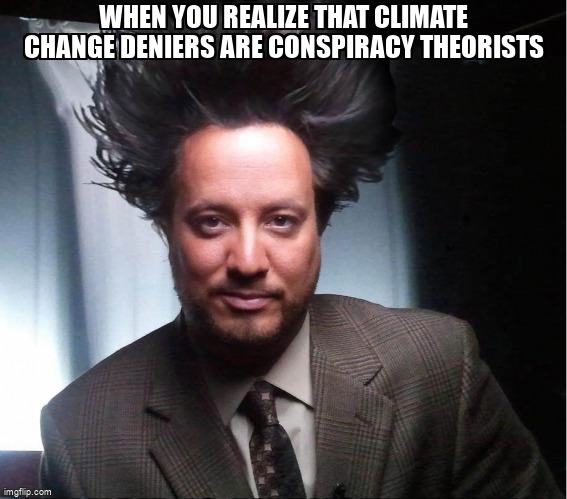 WHEN YOU REALIZE THAT CLIMATE
CHANGE DENIERS ARE CONSPIRACY THEORISTS
imgflip.com